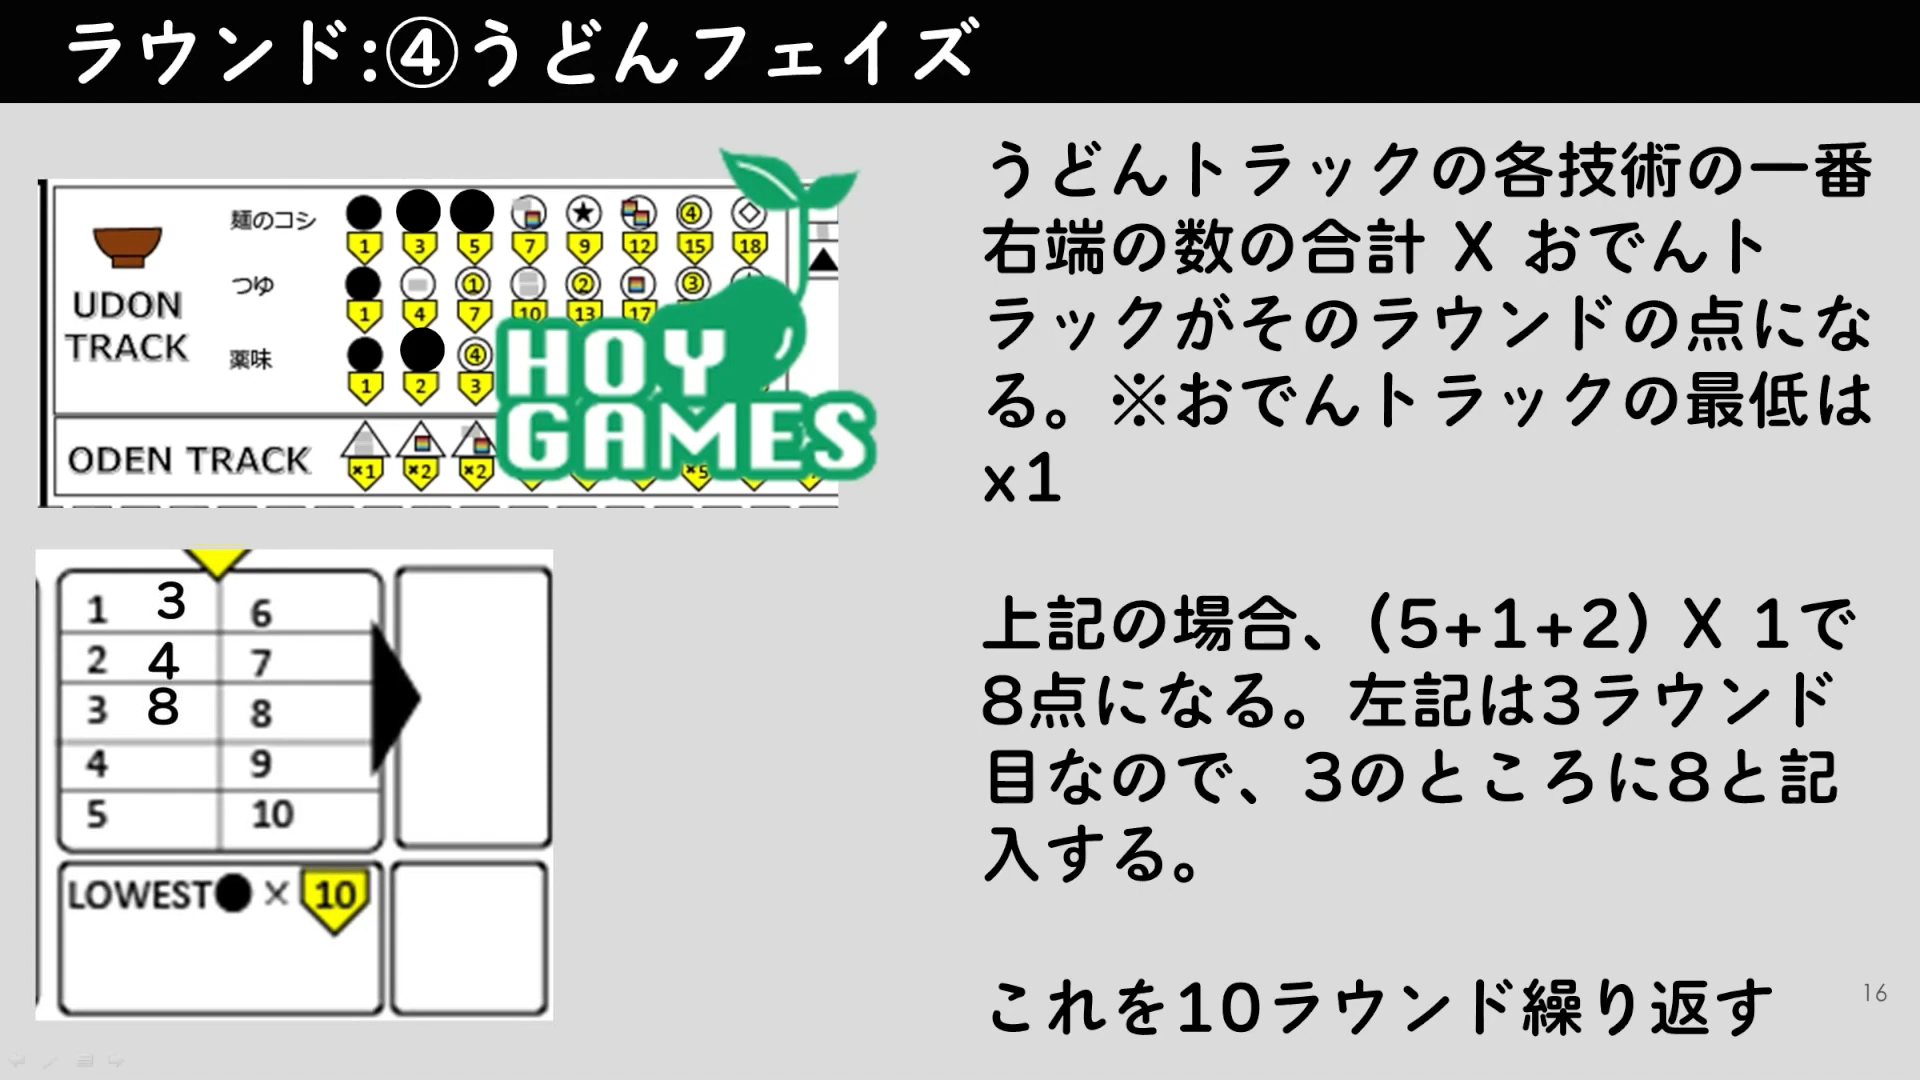 ラウンド:④うどんフェイズ
UDON
TRACK
麺のコシ
1 3 5 7 9 12 15 18
④
つゆ
① ② ③
1 4 7 10 13 17
薬味
④
1 2 3
ODEN TRACK
×1 ×2 ×2 ×5
HOY
GAMES
1 3 6
2 4 7
3 8 8
4 9
5 10
LOWEST● × 10
うどんトラックの各技術の一番
右端の数の合計 X おでんト
ラックがそのラウンドの点にな
る。※おでんトラックの最低は
x1
上記の場合、(5+1+2) X 1で
8点になる。左記は3ラウンド
目なので、3のところに8と記
入する。
これを10ラウンド繰り返す
16